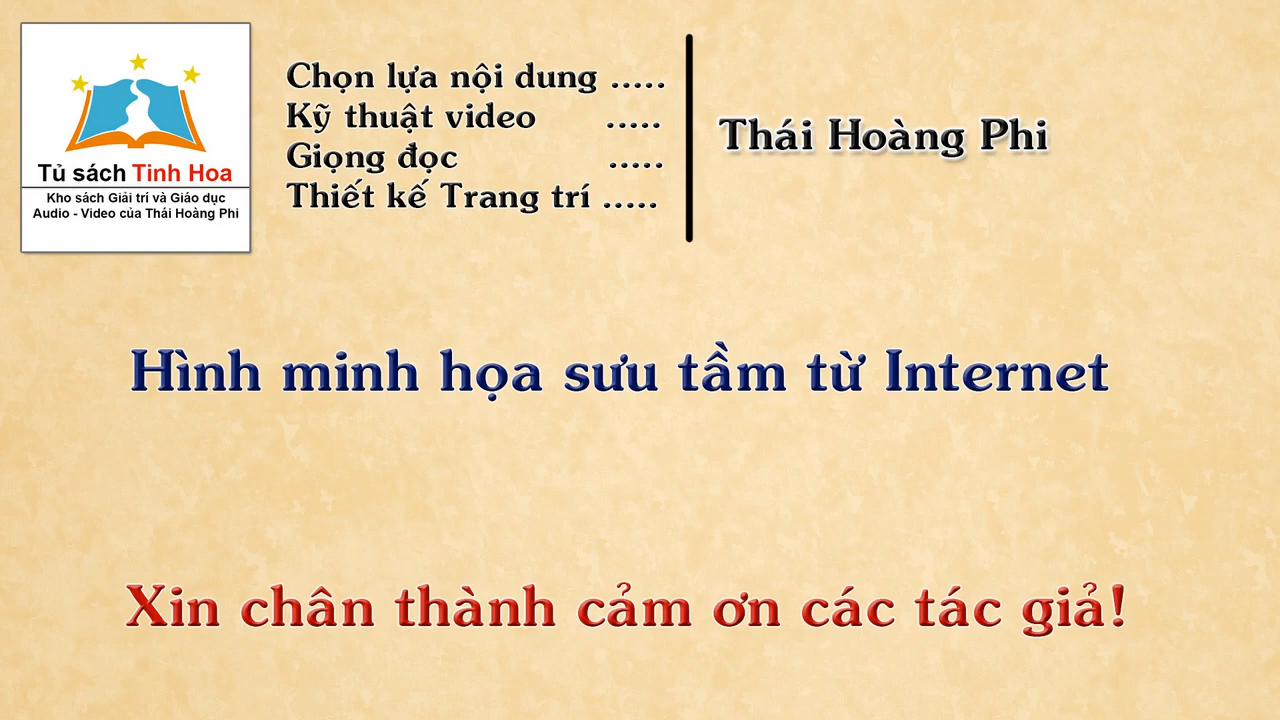 Tủ sách Tinh Hoa
Kho sách Giải trí và Giáo dục
Audio - Video của Thái Hoàng Phi
Chọn lựa nội dung .....
Kỹ thuật video .....
Giọng đọc .....
Thiết kế Trang trí .....
Thái Hoàng Phi
Hình minh họa sưu tầm từ Internet
Xin chân thành cảm ơn các tác giả!